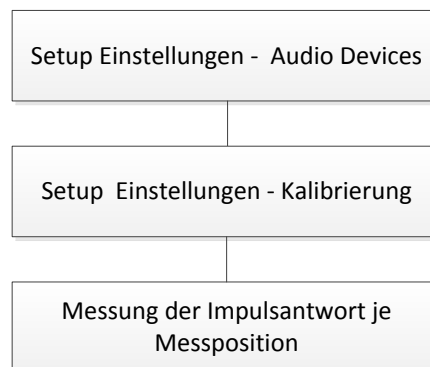 Setup Einstellungen - Audio Devices
Setup Einstellungen - Kalibrierung
Messung der Impulsantwort je
Messposition